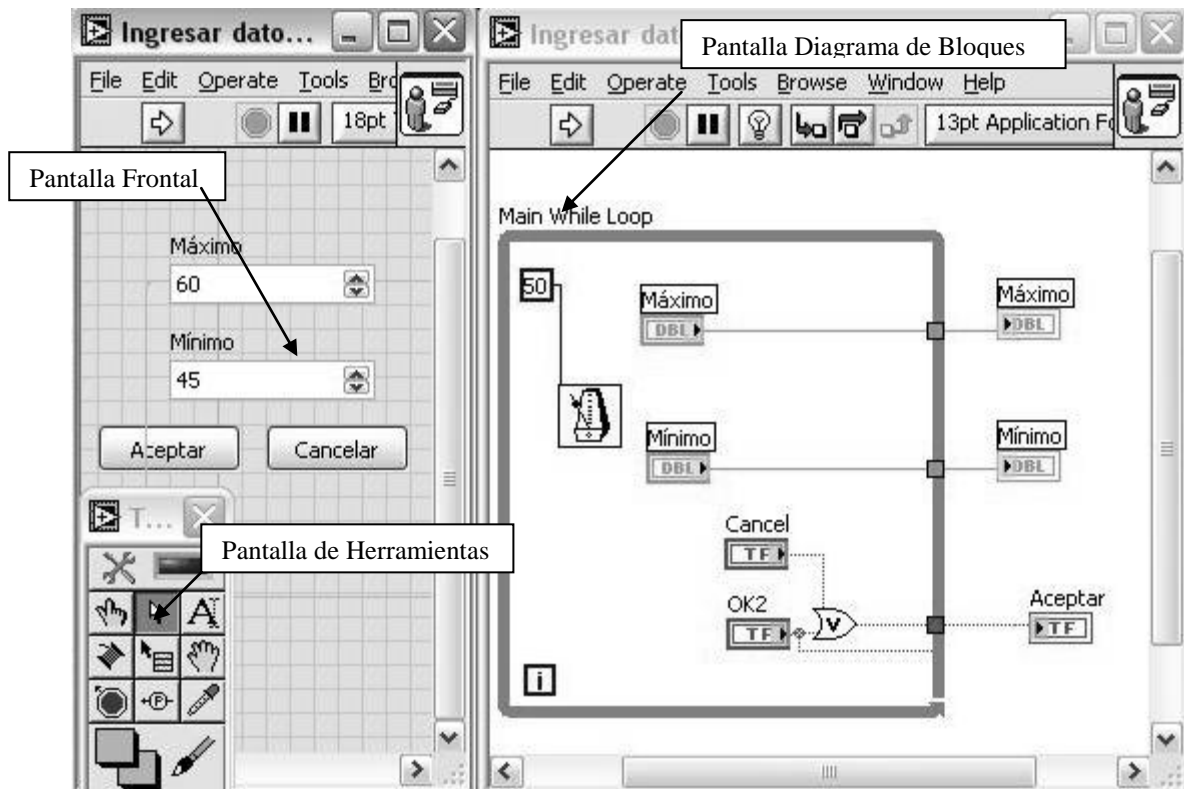 Ingresar dato...
File Edit Operate Tools
18pt
Pantalla Frontal
Máximo
60
Mínimo
45
Aceptar
Cancelar
T...
Pantalla de Herramientas
Ingresar dat
Pantalla Diagrama de Bloques
File Edit Operate Tools Browse Window Help
13pt Application
Main While Loop
50
Máximo
DBL
Máximo
DBL
Mínimo
DBL
Mínimo
DBL
Cancel
TF
OK2
TF
V
Aceptar
TF
i